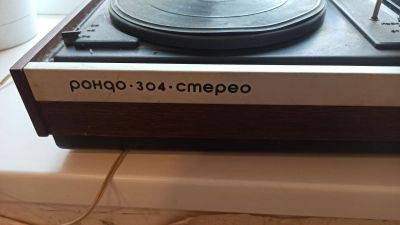 рондо · 304 · стерео